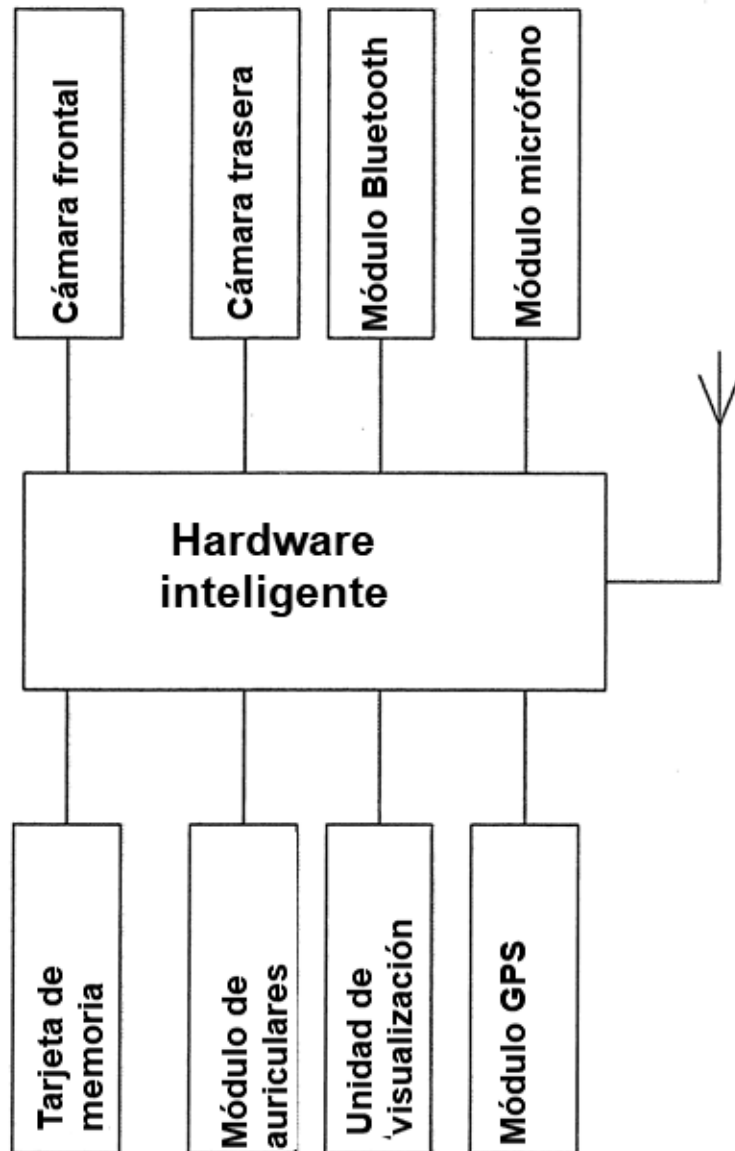 Cámara frontal
Cámara trasera
Módulo Bluetooth
Módulo micrófono
Hardware
inteligente
Tarjeta de
memoria
Módulo de
auriculares
Unidad de
visualización
Módulo GPS